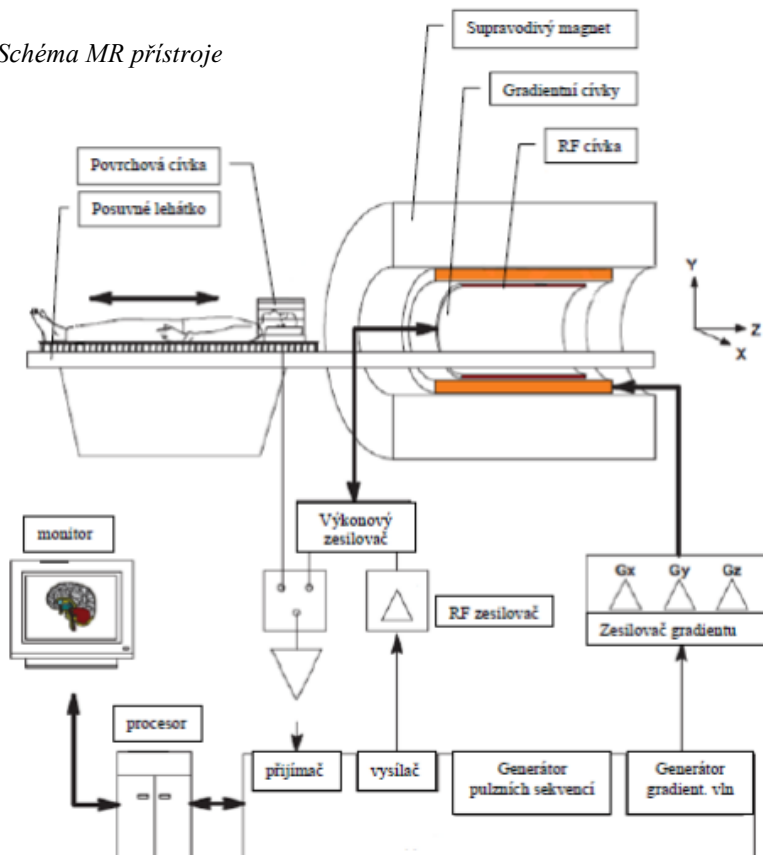 Schéma MR přístroje
Supravodivý magnet
Gradientní cívky
RF cívka
Povrchová cívka
Posuvné lehátko
Y
Z
X
Výkonový
zesilovač
monitor
RF zesilovač
Gx Gy Gz
Zesilovač gradientu
procesor
přijímač
vysílač
Generátor
pulzních sekvencí
Generátor
gradient. vln